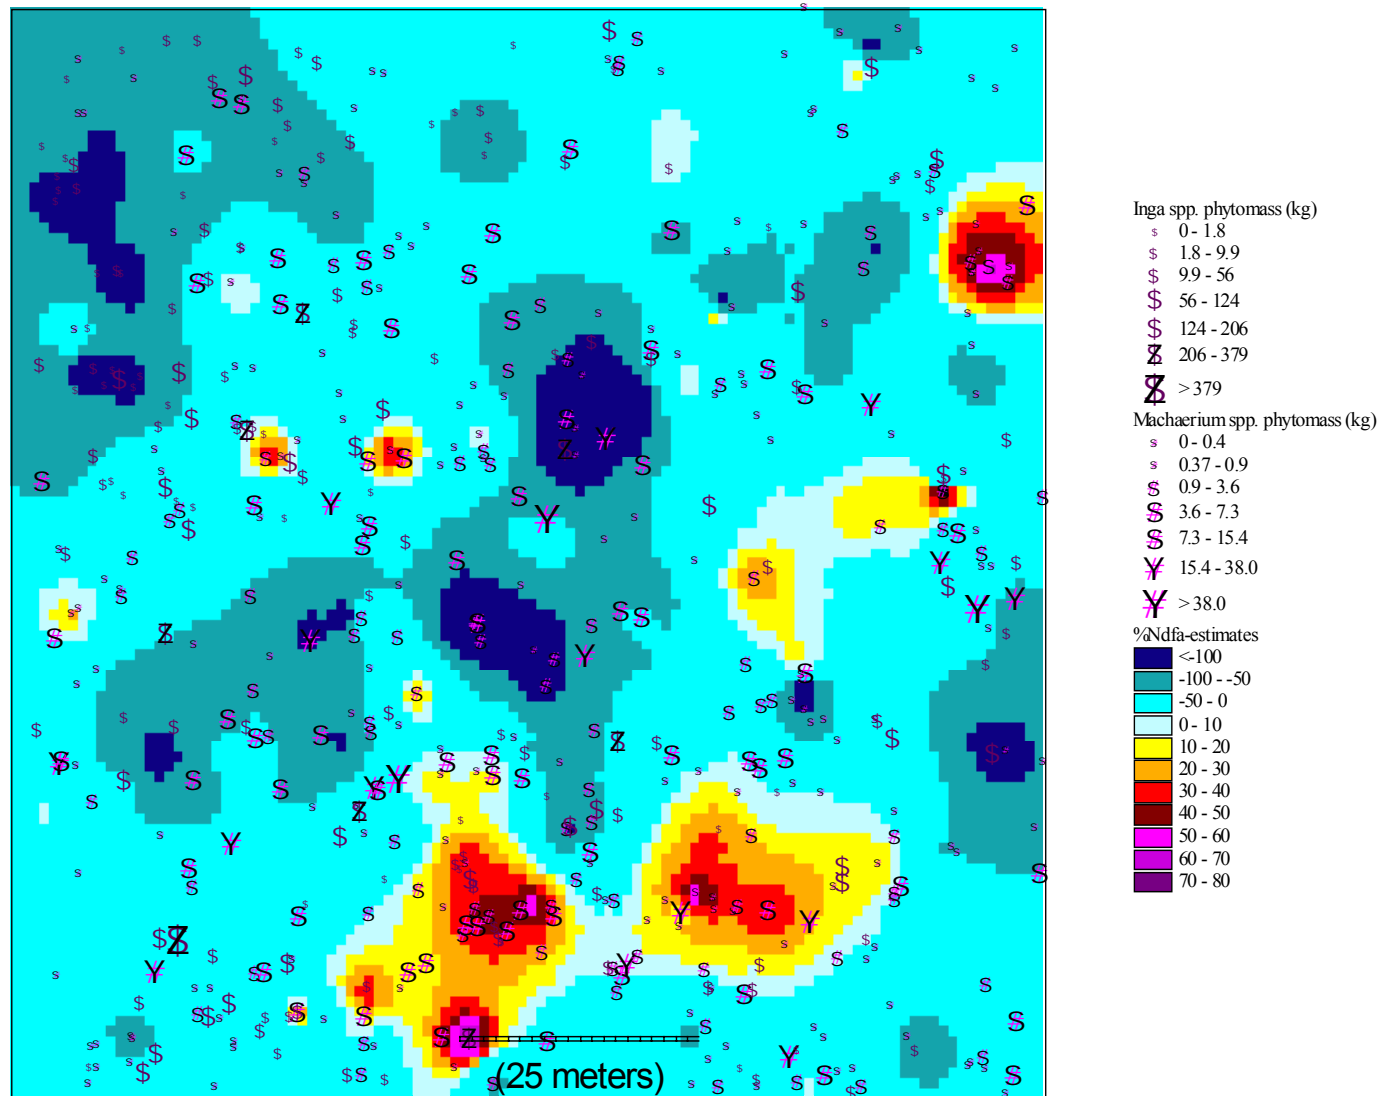 Inga spp. phytomass (kg)
$ 0 - 1.8
$ 1.8 - 9.9
$ 9.9 - 56
$ 56 - 124
$ 124 - 206
206 - 379
> 379
Machaerium spp. phytomass (kg)
s 0 - 0.4
s 0.37 - 0.9
0.9 - 3.6
3.6 - 7.3
7.3 - 15.4
15.4 - 38.0
> 38.0
%Ndfa-estimates
<-100
-100 - -50
-50 - 0
0 - 10
10 - 20
20 - 30
30 - 40
40 - 50
50 - 60
60 - 70
70 - 80
(25 meters)